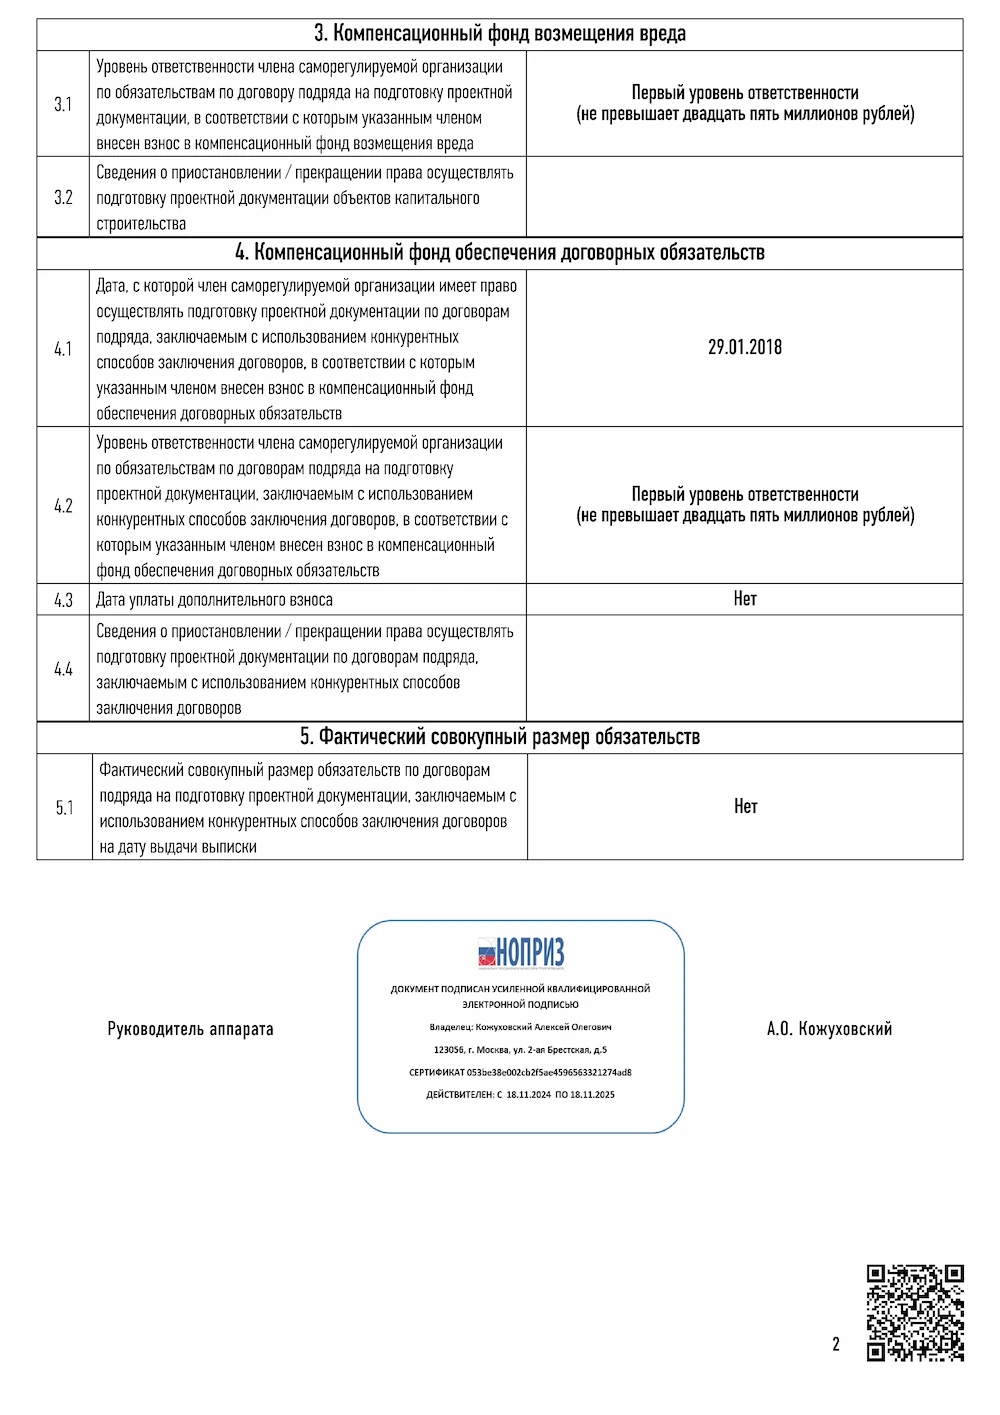 3. Компенсационный фонд возмещения вреда
3.1
Уровень ответственности члена саморегулируемой организации
по обязательствам по договору подряда на подготовку проектной
документации, в соответствии с которым указанным членом
внесен взнос в компенсационный фонд возмещения вреда
Первый уровень ответственности
(не превышает двадцать пять миллионов рублей)
3.2
Сведения о приостановлении / прекращении права осуществлять
подготовку проектной документации объектов капитального
строительства
4. Компенсационный фонд обеспечения договорных обязательств
4.1
Дата, с которой член саморегулируемой организации имеет право
осуществлять подготовку проектной документации по договорам
подряда, заключаемым с использованием конкурентных
способов заключения договоров, в соответствии с которым
указанным членом внесен взнос в компенсационный фонд
обеспечения договорных обязательств
29.01.2018
4.2
Уровень ответственности члена саморегулируемой организации
по обязательствам по договорам подряда на подготовку
проектной документации, заключаемым с использованием
конкурентных способов заключения договоров, в соответствии с
которым указанным членом внесен взнос в компенсационный
фонд обеспечения договорных обязательств
Первый уровень ответственности
(не превышает двадцать пять миллионов рублей)
4.3
Дата уплаты дополнительного взноса
Нет
4.4
Сведения о приостановлении / прекращении права осуществлять
подготовку проектной документации по договорам подряда,
заключаемым с использованием конкурентных способов
заключения договоров
5. Фактический совокупный размер обязательств
5.1
Фактический совокупный размер обязательств по договорам
подряда на подготовку проектной документации, заключаемым с
использованием конкурентных способов заключения договоров
на дату выдачи выписки
Нет
Руководитель аппарата
НОПРИЗ
ДОКУМЕНТ ПОДПИСАН УСИЛЕННОЙ КВАЛИФИЦИРОВАННОЙ
ЭЛЕКТРОННОЙ ПОДПИСЬЮ
Владелец: Кожуховский Алексей Олегович
123056, г. Москва, ул. 2-ая Брестская, д.5
СЕРТИФИКАТ 053be38e002cb2f5ae4596563321274ad8
ДЕЙСТВИТЕЛЕН: С 18.11.2024 ПО 18.11.2025
А.О. Кожуховский
2